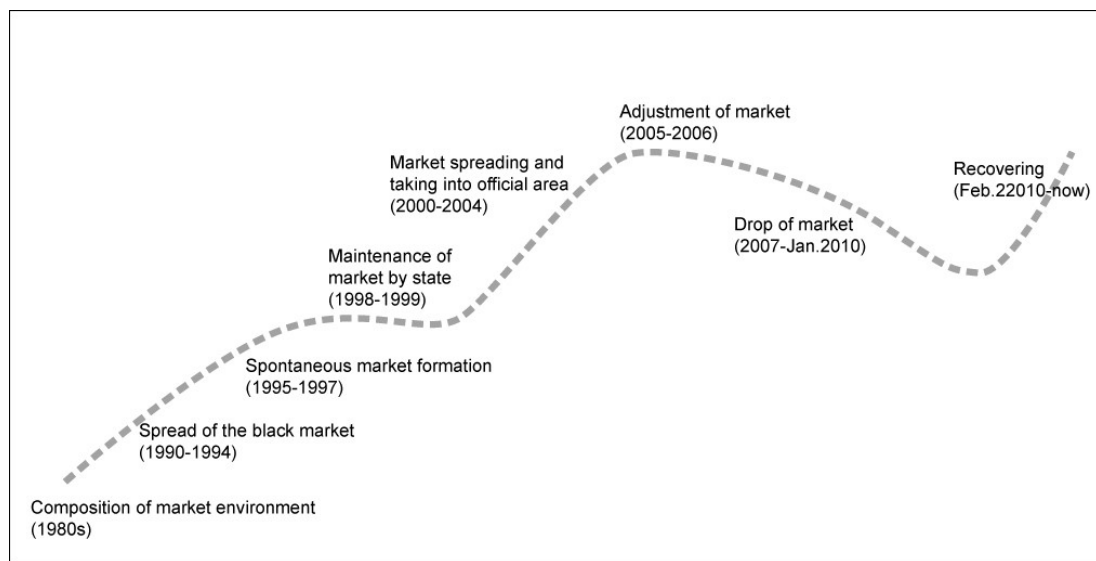 Adjustment of market
(2005-2006)
Market spreading and
taking into official area
(2000-2004)
Recovering
(Feb.22010-now)
Drop of market
(2007-Jan.2010)
Maintenance of
market by state
(1998-1999)
Spontaneous market formation
(1995-1997)
Spread of the black market
(1990-1994)
Composition of market environment
(1980s)